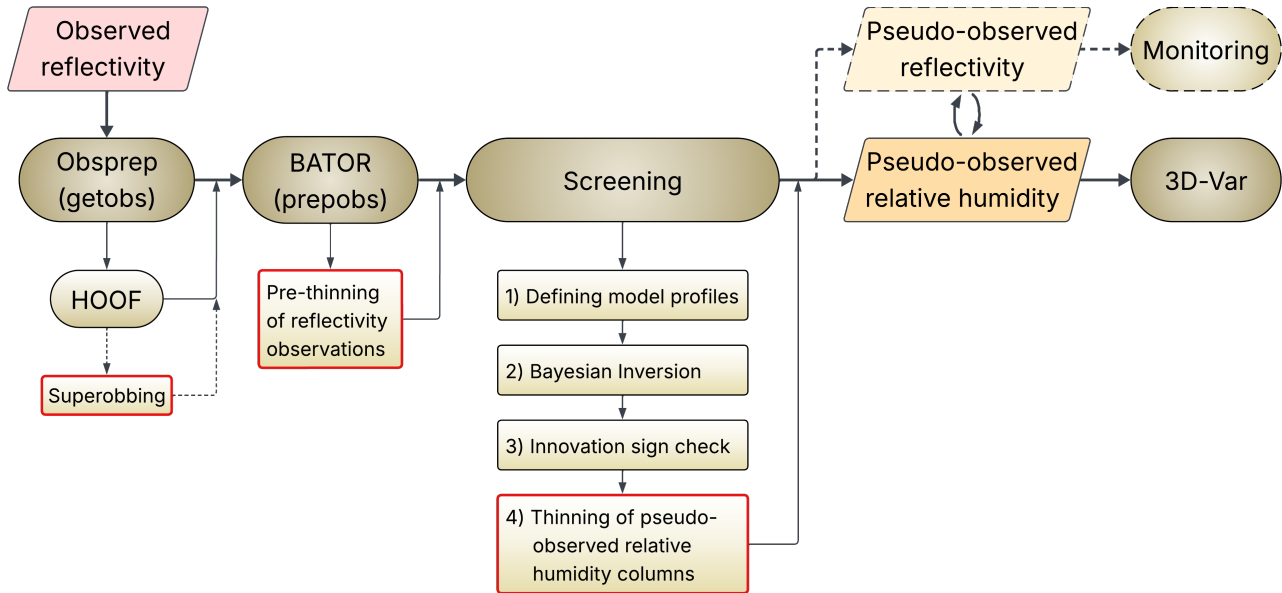 Observed
reflectivity
Obsprep
(getobs)
HOOF
Superobbing
BATOR
(prepobs)
Pre-thinning
of reflectivity
observations
Screening
1) Defining model profiles
2) Bayesian Inversion
3) Innovation sign check
4) Thinning of pseudo-
observed relative
humidity columns
Pseudo-observed
reflectivity
Monitoring
Pseudo-observed
relative humidity
3D-Var